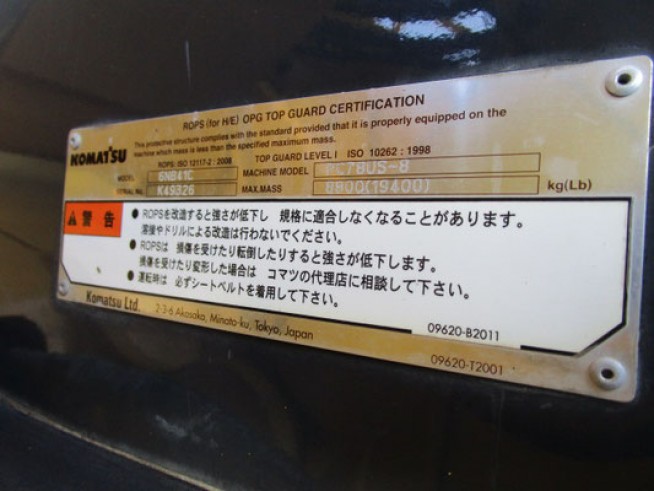 ROPS (for H/E) OPG TOP GUARD CERTIFICATION
This protective structure complies with the standard provided that it is properly equipped on the
machine which mass is less than the specified maximum mass.
KOMATSU
ROPS: ISO 12117-2 : 2008
TOP GUARD LEVEL I ISO 10262 : 1998
MODEL 6NB41C MACHINE MODEL PC78US-8
SERIAL No. K49326 MAX.MASS 8800(19400) kg(Lb)
警告
● ROPSを改造すると強さが低下し 規格に適合しなくなることがあります。
溶接やドリルによる改造は行わないでください。
● ROPSは 損傷を受けたり転倒したりすると強さが低下します。
損傷を受けたり変形した場合は コマツの代理店に相談して下さい。
● 運転時は 必ずシートベルトを着用して下さい。
09620-B2011
Komatsu Ltd. 2-3-6 Akasaka, Minato-ku, Tokyo, Japan
09620-T2001